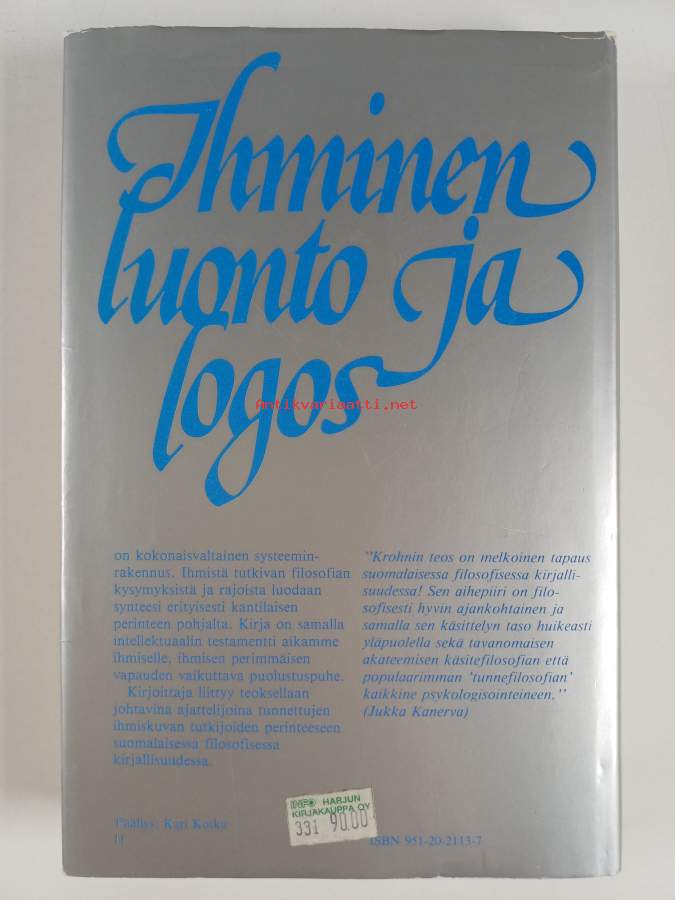 Ihminen
luonto ja
logos
Antikvariaatti.net
on kokonaisvaltainen systeemin-
rakennus. Ihmistä tutkivan filosofian
kysymyksistä ja rajoista luodaan
synteesi erityisesti kantilaisen
perinteen pohjalta. Kirja on samalla
intellektuaalin testamentti aikamme
ihmiselle, ihmisen perimmäisen
vapauden vaikuttava puolustuspuhe.
Kirjoittaja liittyy teoksellaan
johtavina ajattelijoina tunnettujen
ihmiskuvan tutkijoiden perinteeseen
suomalaisessa filosofisessa
kirjallisuudessa.
"Krohnin teos on melkoinen tapaus
suomalaisessa filosofisessa kirjalli-
suudessa! Sen aihepiiri on filo-
sofisesti hyvin ajankohtainen ja
samalla sen käsittelyn taso huikeasti
yläpuolella sekä tavanomaisen
akateemisen käsitefilosofian että
populaarimman 'tunnefilosofian'
kaikkine psykologisointeineen."
(Jukka Kanerva)
Päällys: Kari Kotka
11
INFO HARJUN
KIRJAKAUPPA OY
331 90.00
ISBN 951-20-2113-7